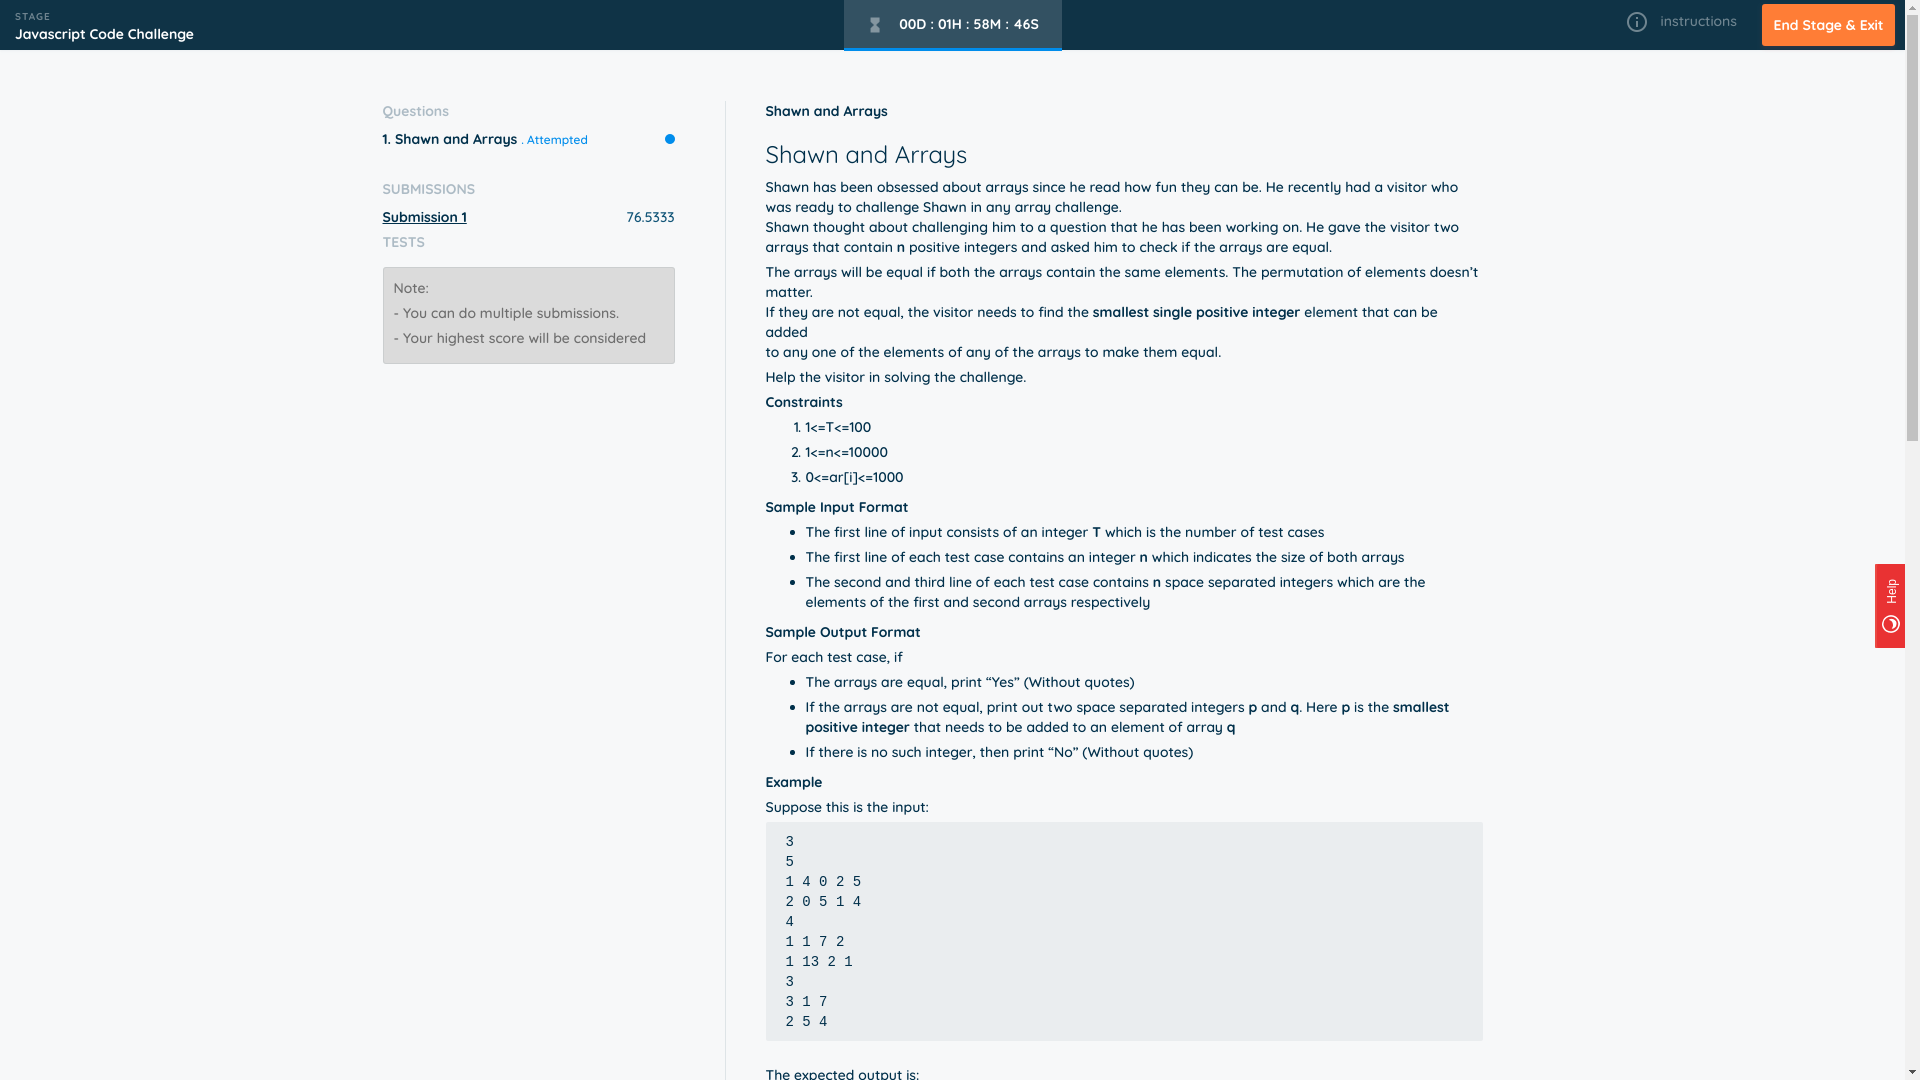 STAGE
Javascript Code Challenge
00D : 01H : 58M : 46S
instructions
End Stage & Exit
Questions
1. Shawn and Arrays . Attempted
SUBMISSIONS
Submission 1 76.5333
TESTS
Note:
- You can do multiple submissions.
- Your highest score will be considered
Shawn and Arrays
Shawn and Arrays
Shawn has been obsessed about arrays since he read how fun they can be. He recently had a visitor who
was ready to challenge Shawn in any array challenge.
Shawn thought about challenging him to a question that he has been working on. He gave the visitor two
arrays that contain n positive integers and asked him to check if the arrays are equal.
The arrays will be equal if both the arrays contain the same elements. The permutation of elements doesn't
matter.
If they are not equal, the visitor needs to find the smallest single positive integer element that can be
added
to any one of the elements of any of the arrays to make them equal.
Help the visitor in solving the challenge.
Constraints
1. 1<=T<=100
2. 1<=n<=10000
3. 0<=ar[i]<=1000
Sample Input Format
• The first line of input consists of an integer T which is the number of test cases
• The first line of each test case contains an integer n which indicates the size of both arrays
• The second and third line of each test case contains n space separated integers which are the
elements of the first and second arrays respectively
Sample Output Format
For each test case, if
• The arrays are equal, print “Yes” (Without quotes)
• If the arrays are not equal, print out two space separated integers p and q. Here p is the smallest
positive integer that needs to be added to an element of array q
• If there is no such integer, then print “No” (Without quotes)
Example
Suppose this is the input:
3
5
1 4 0 2 5
2 0 5 1 4
4
1 1 7 2
1 13 2 1
3
3 1 7
2 5 4
The expected output is:
Help